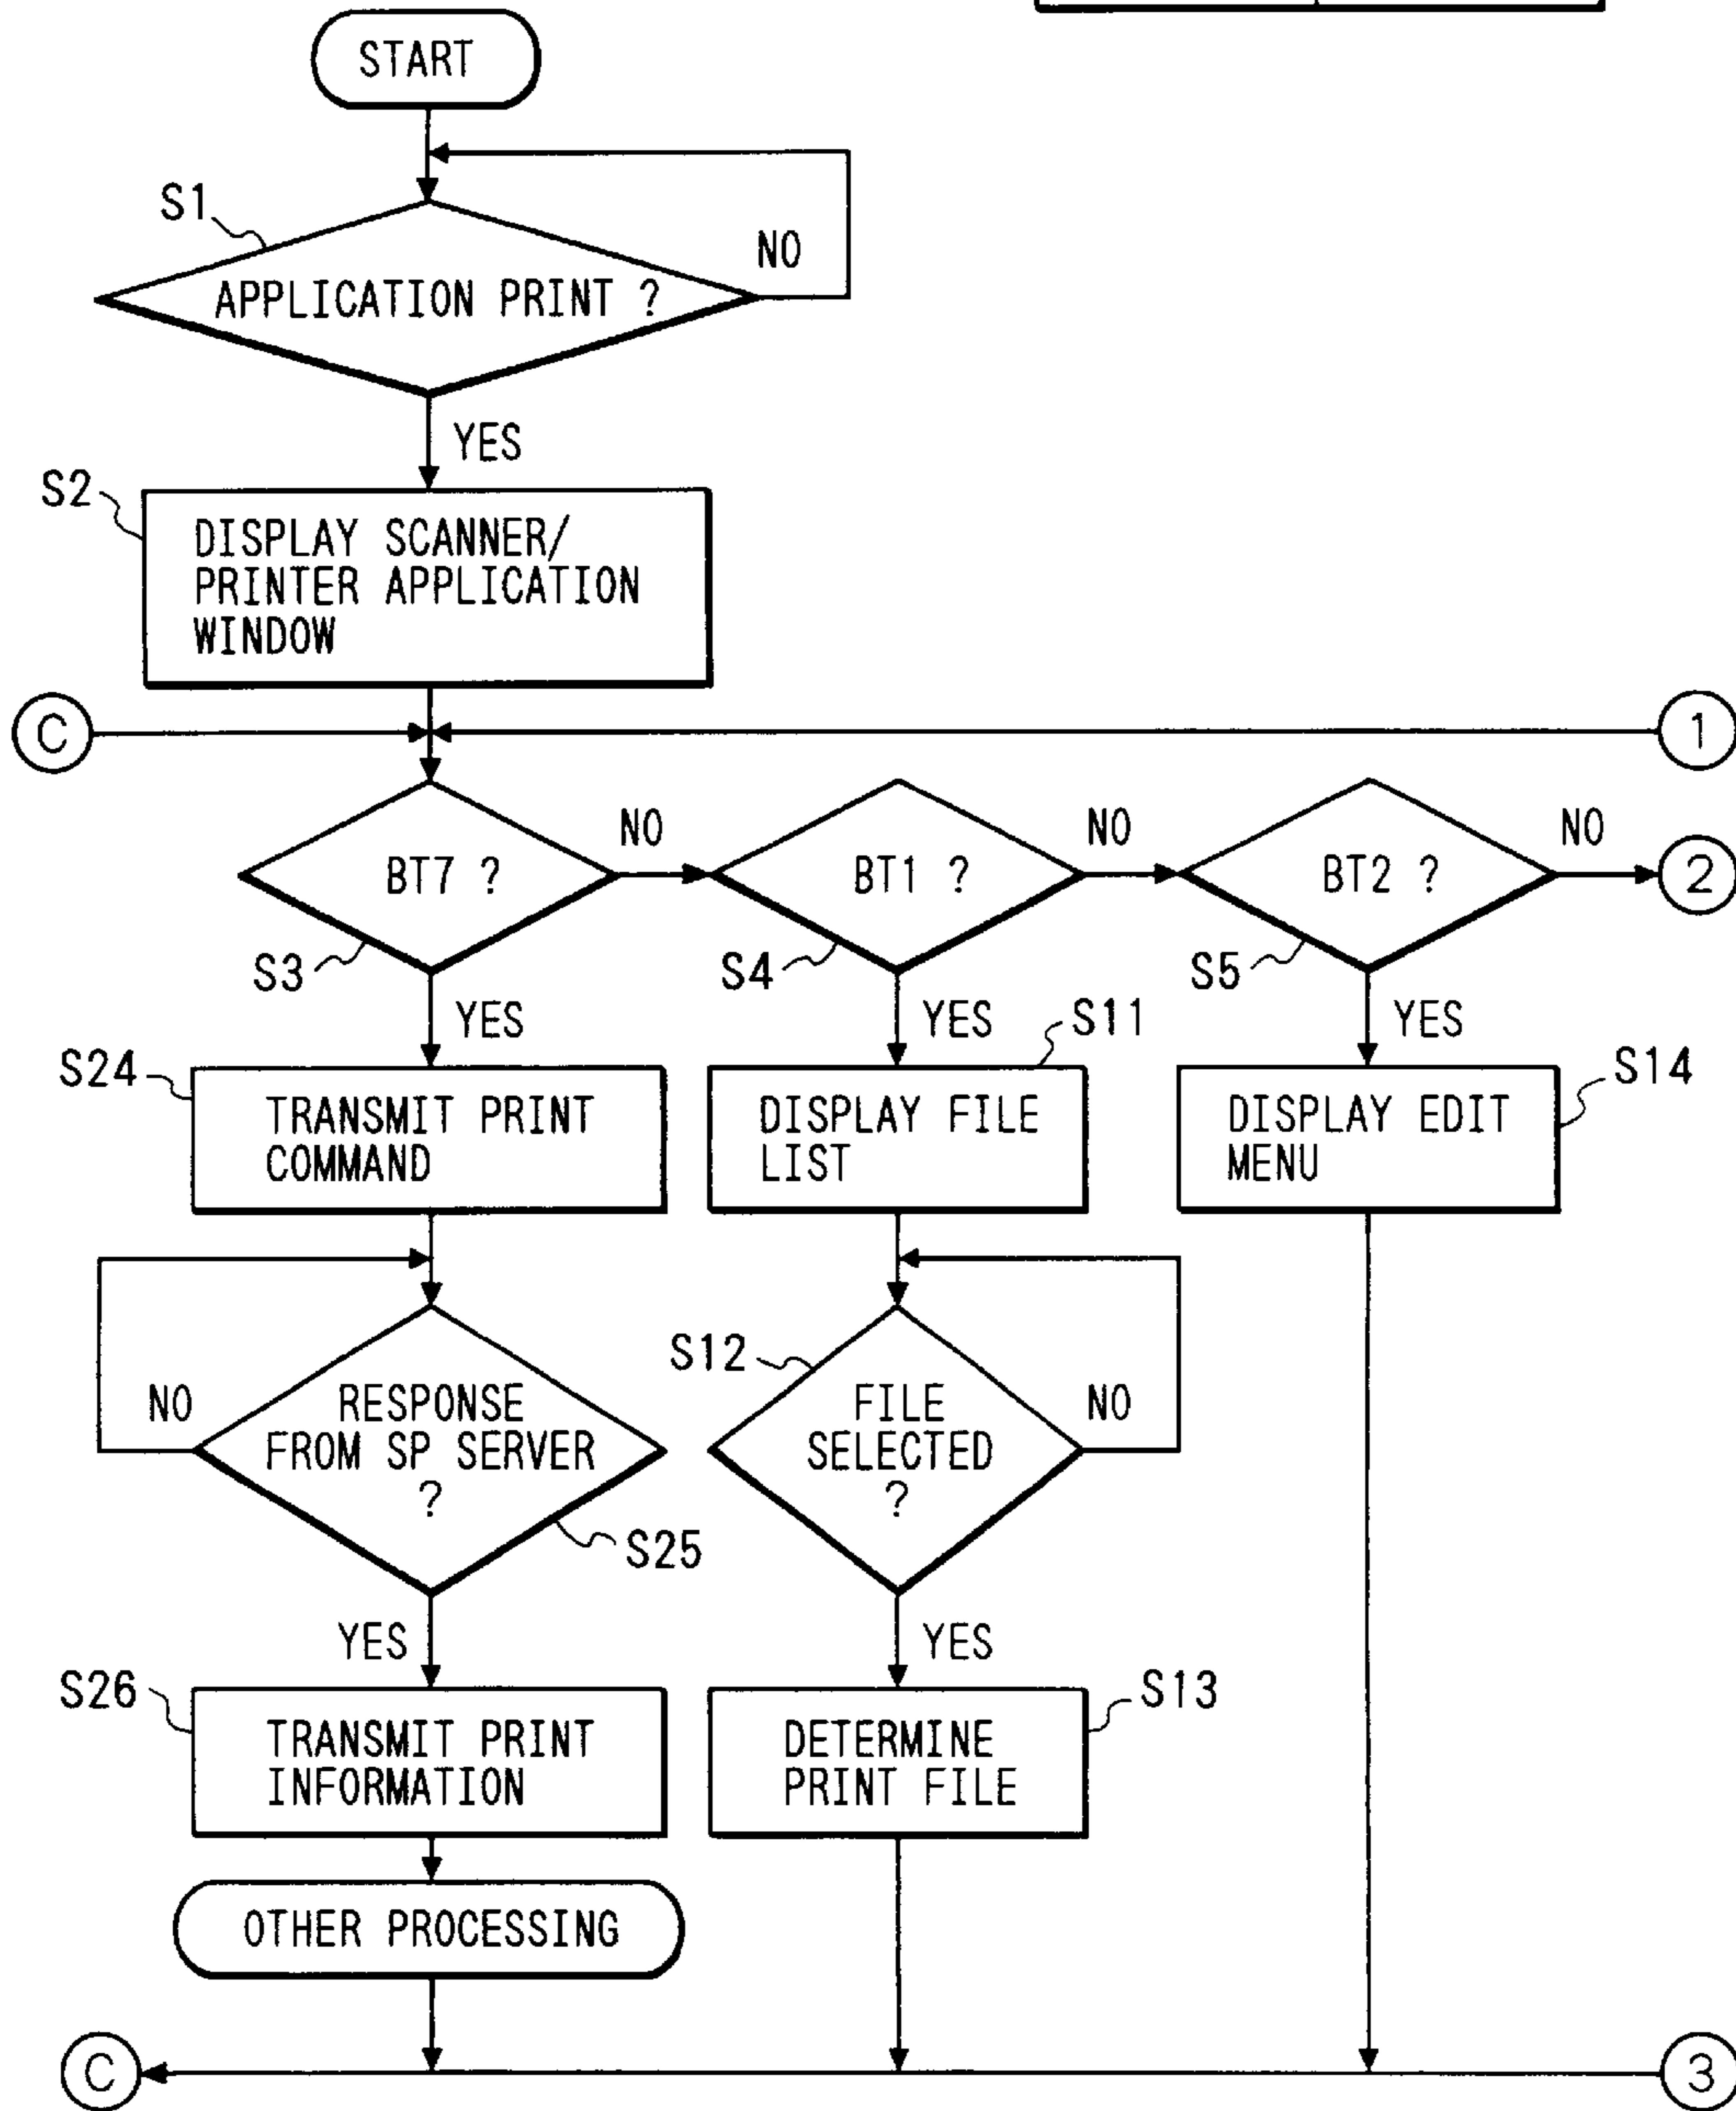 START
S1
NO
APPLICATION PRINT ?
YES
S2
DISPLAY SCANNER/
PRINTER APPLICATION
WINDOW
C
1
BT7 ?
NO
BT1 ?
NO
BT2 ?
NO
2
S3
S4
S5
YES
YES
S11
YES
S24
TRANSMIT PRINT
COMMAND
DISPLAY FILE
LIST
DISPLAY EDIT
MENU
S14
NO
RESPONSE
FROM SP SERVER
?
S25
S12
FILE
SELECTED
?
NO
YES
YES
S26
TRANSMIT PRINT
INFORMATION
DETERMINE
PRINT FILE
S13
OTHER PROCESSING
C
3